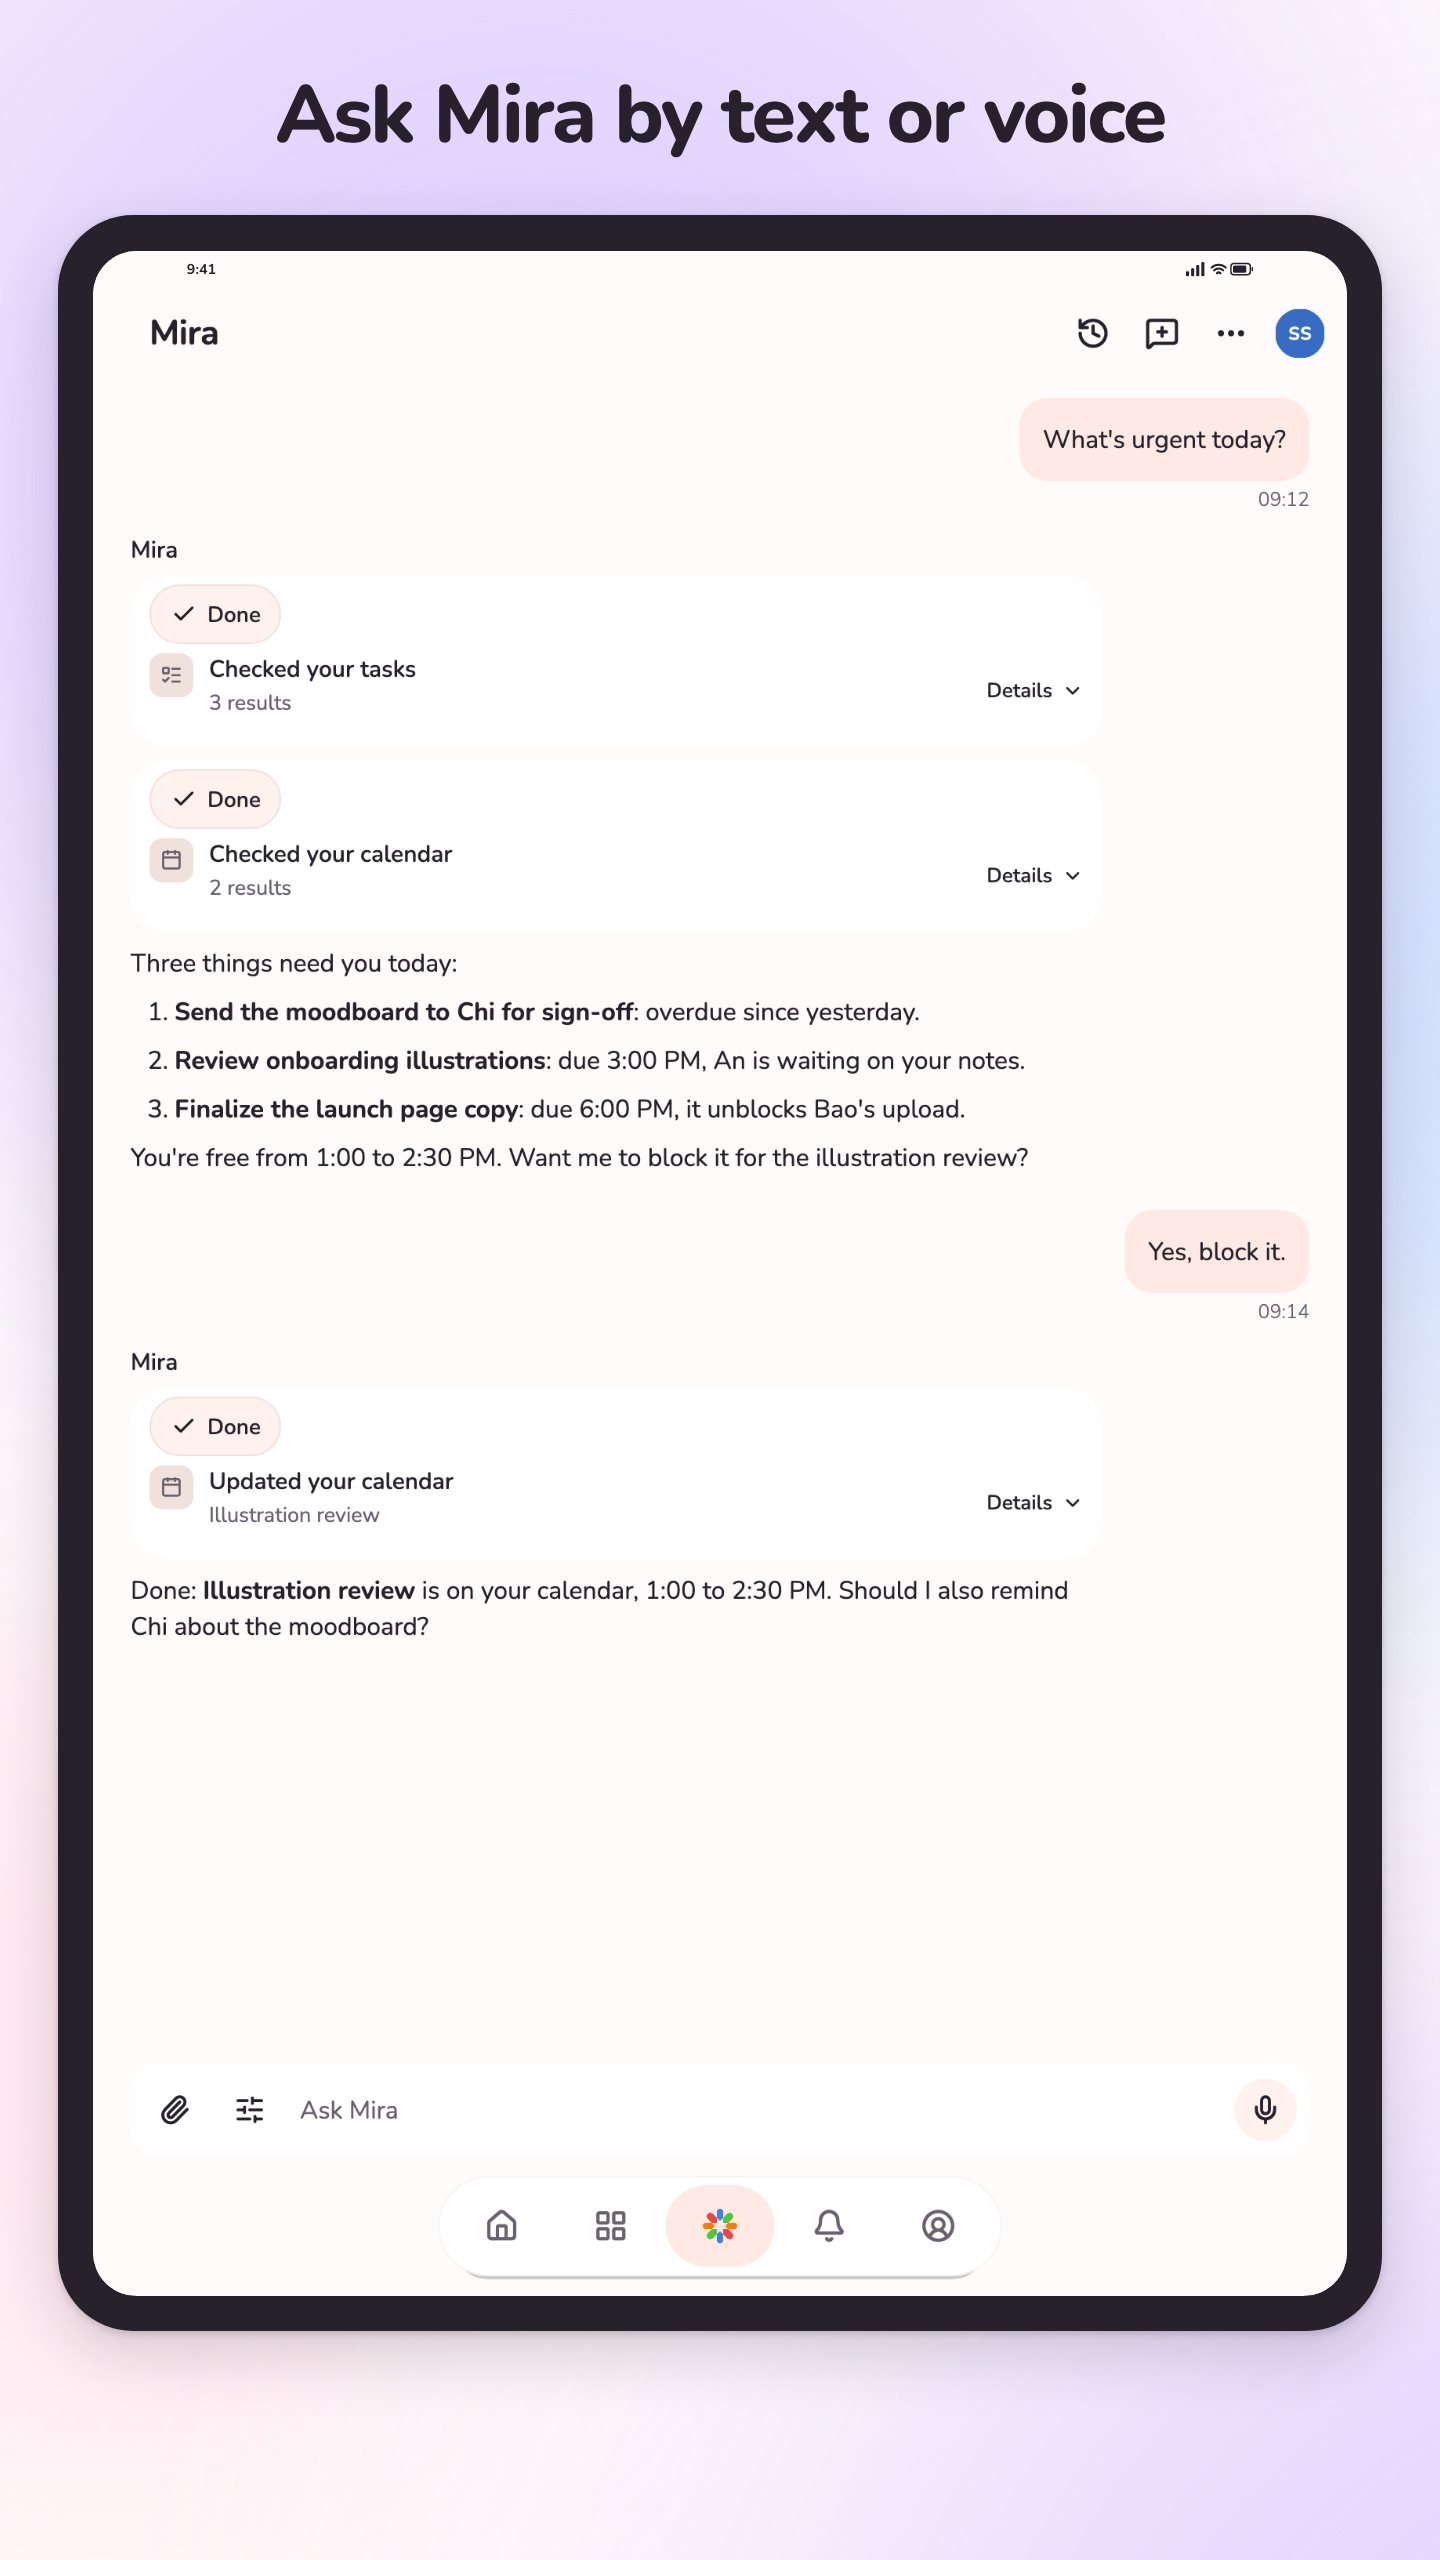 Ask Mira by text or voice
9:41
Mira
SS
What's urgent today?
09:12
Mira
Done
Checked your tasks
3 results
Details
Done
Checked your calendar
2 results
Details
Three things need you today:
1. Send the moodboard to Chi for sign-off: overdue since yesterday.
2. Review onboarding illustrations: due 3:00 PM, An is waiting on your notes.
3. Finalize the launch page copy: due 6:00 PM, it unblocks Bao's upload.
You're free from 1:00 to 2:30 PM. Want me to block it for the illustration review?
Yes, block it.
09:14
Mira
Done
Updated your calendar
Illustration review
Details
Done: Illustration review is on your calendar, 1:00 to 2:30 PM. Should I also remind
Chi about the moodboard?
Ask Mira